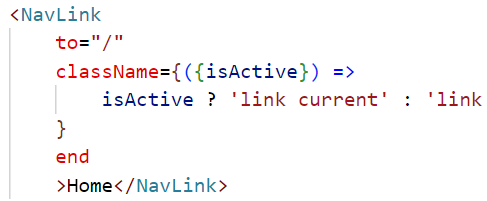 <NavLink
to="/"
className={({isActive}) =>
isActive ? 'link current' : 'link
}
end
>Home</NavLink>